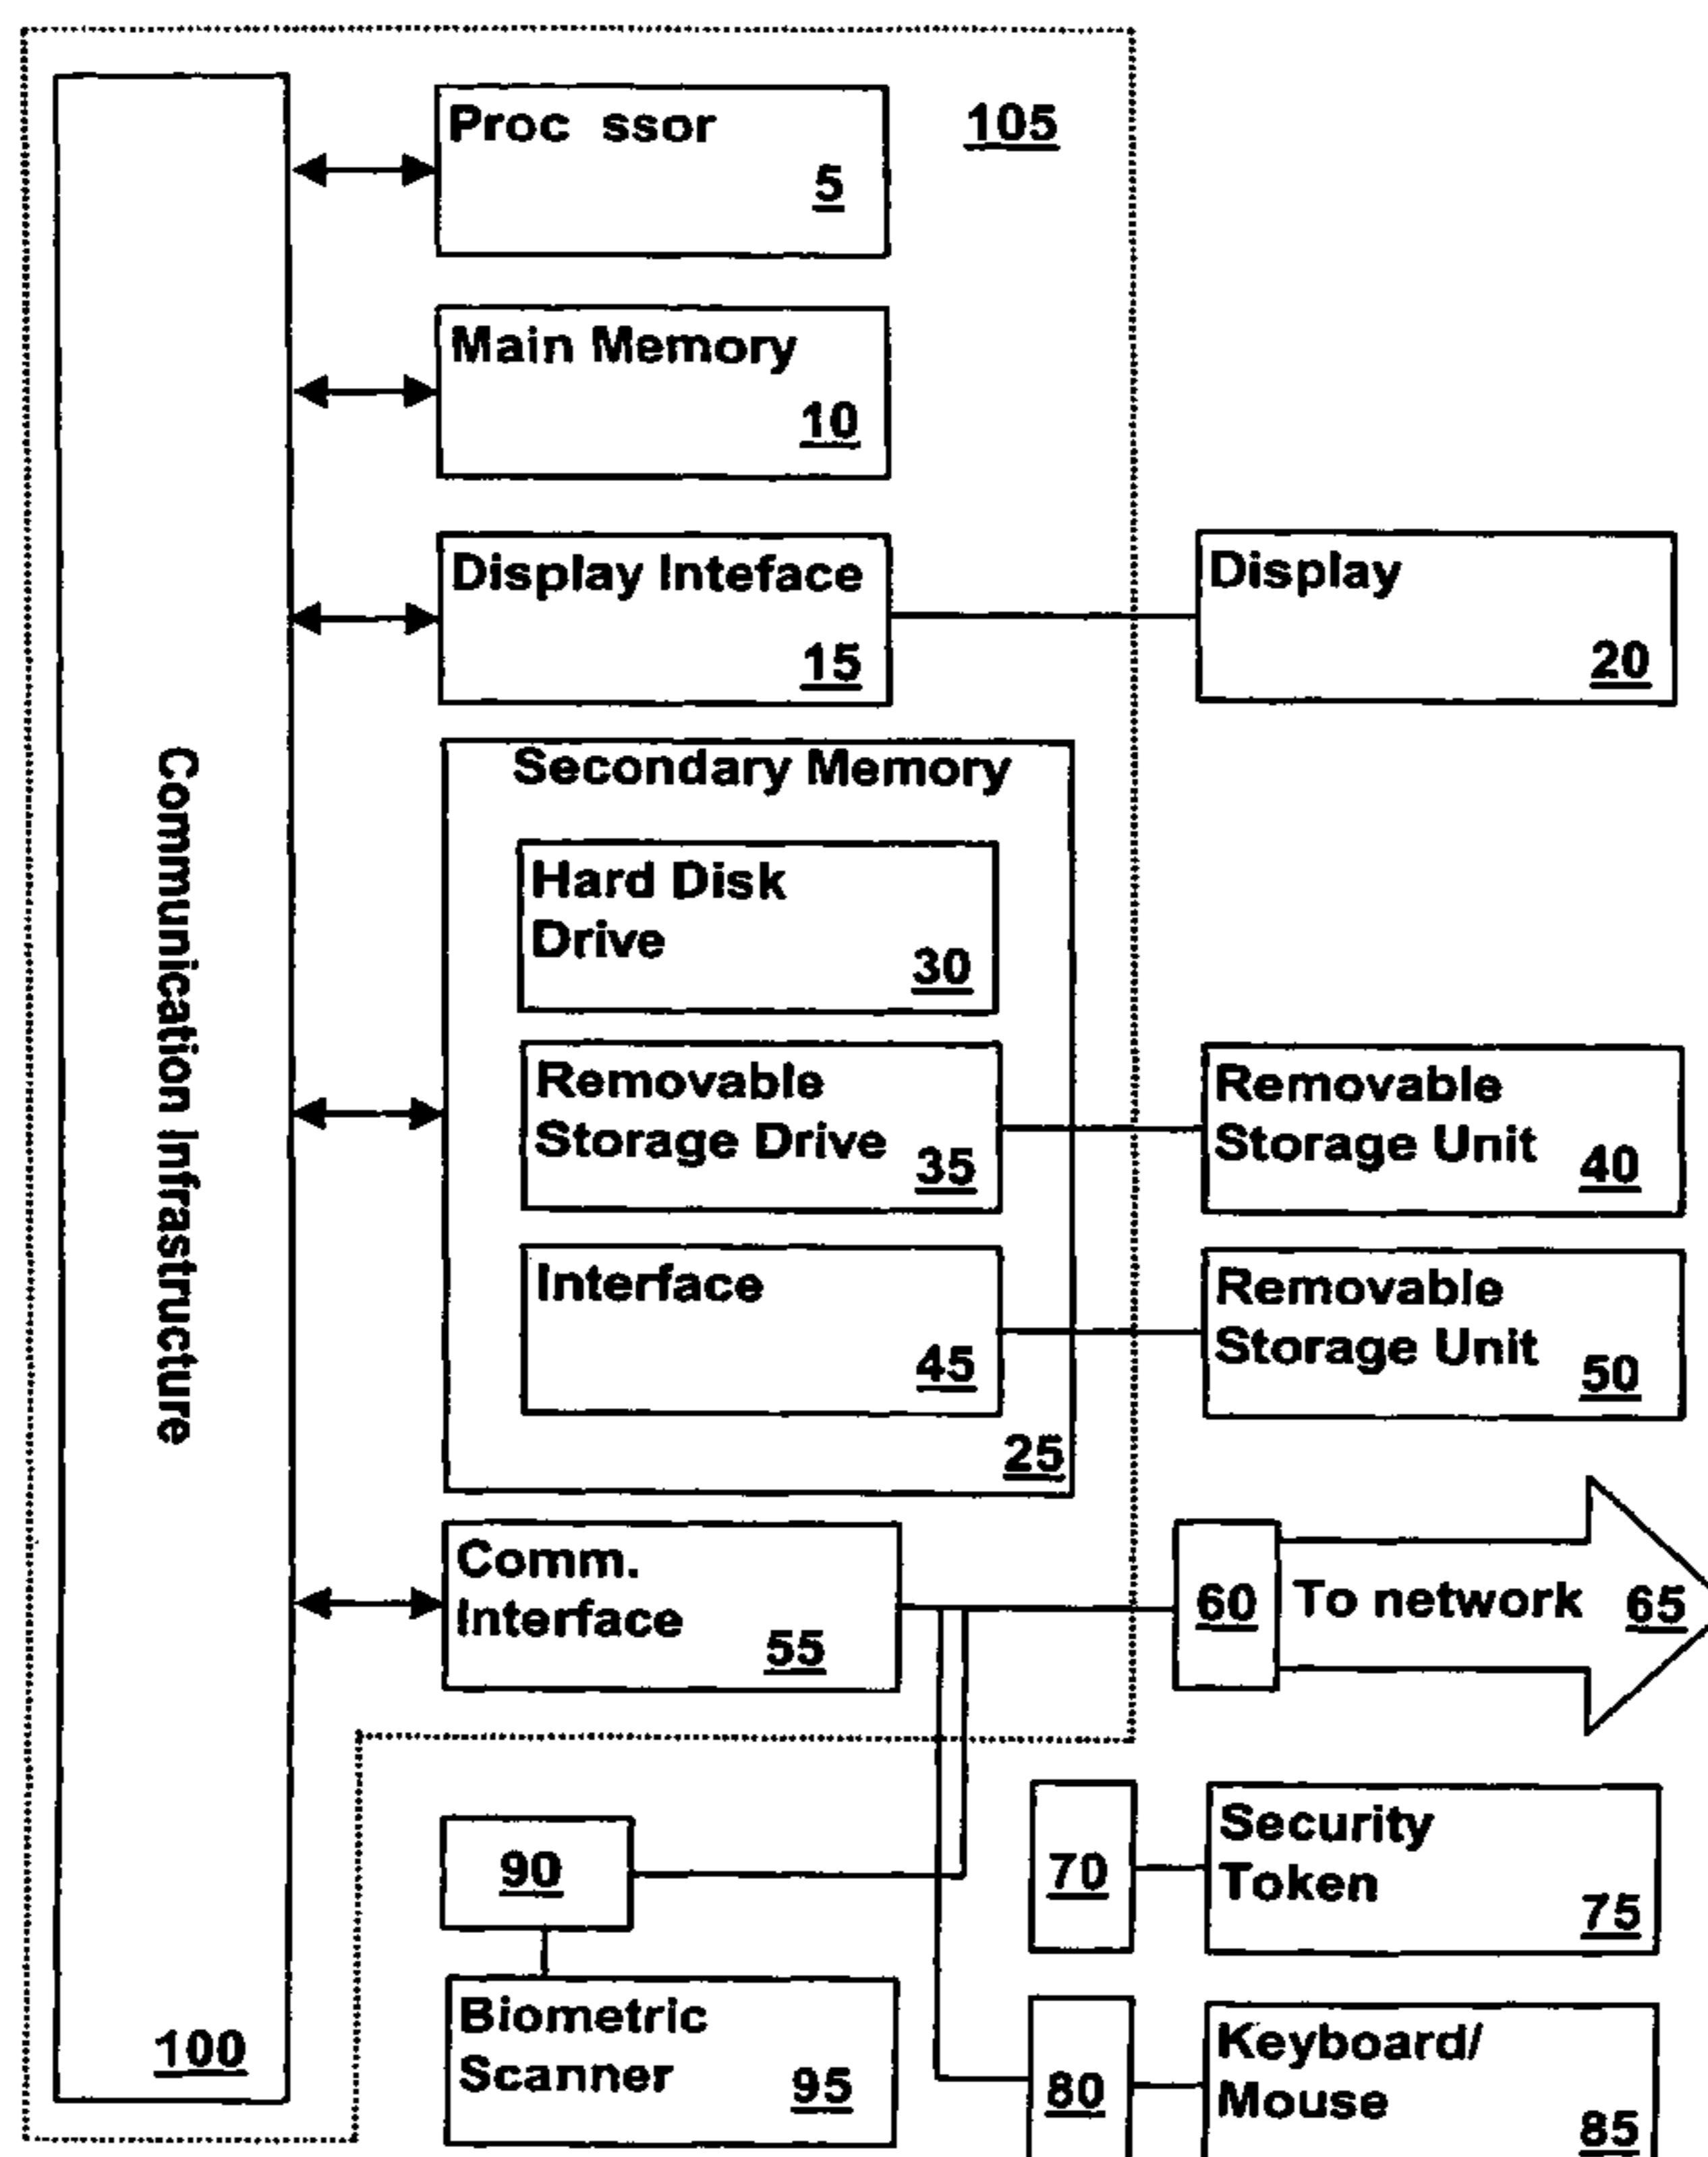 Proc ssor
5
105
Main Memory
10
Display Inteface
15
Display
20
Secondary Memory
Hard Disk
Drive
30
Removable
Storage Drive
35
Removable
Storage Unit
40
Interface
45
Removable
Storage Unit
50
25
Communication Infrastructure
100
Comm.
Interface
55
60
To network
65
90
70
Security
Token
75
Biometric
Scanner
95
80
Keyboard/
Mouse
85